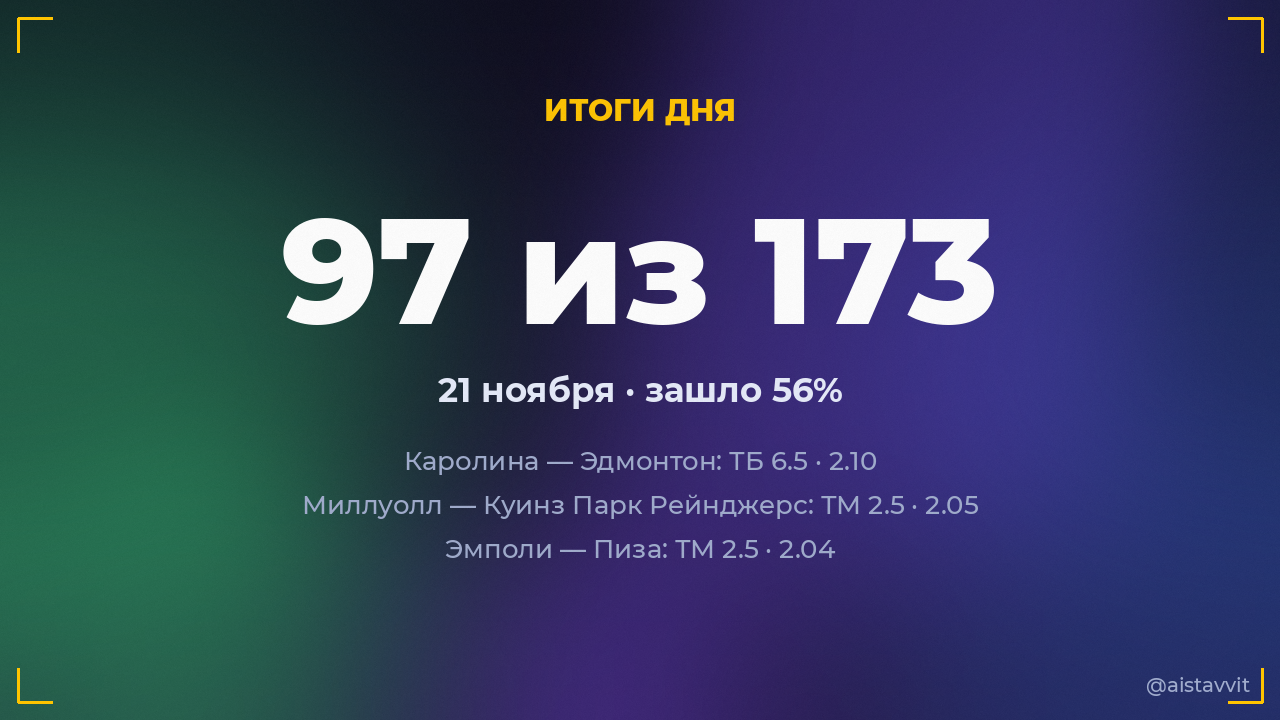 ИТОГИ ДНЯ
97 из 173
21 ноября · зашло 56%
Каролина — Эдмонтон: ТБ 6.5 · 2.10
Миллуолл — Куинз Парк Рейнджерс: ТМ 2.5 · 2.05
Эмполи — Пиза: ТМ 2.5 · 2.04
@aistavvit